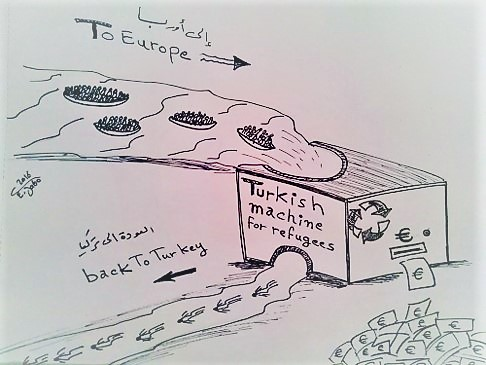 إلى أوربا
To Europe
2016
Turkish
machine
for refugees
€
€
العودة الى تركيا
back To Turkey